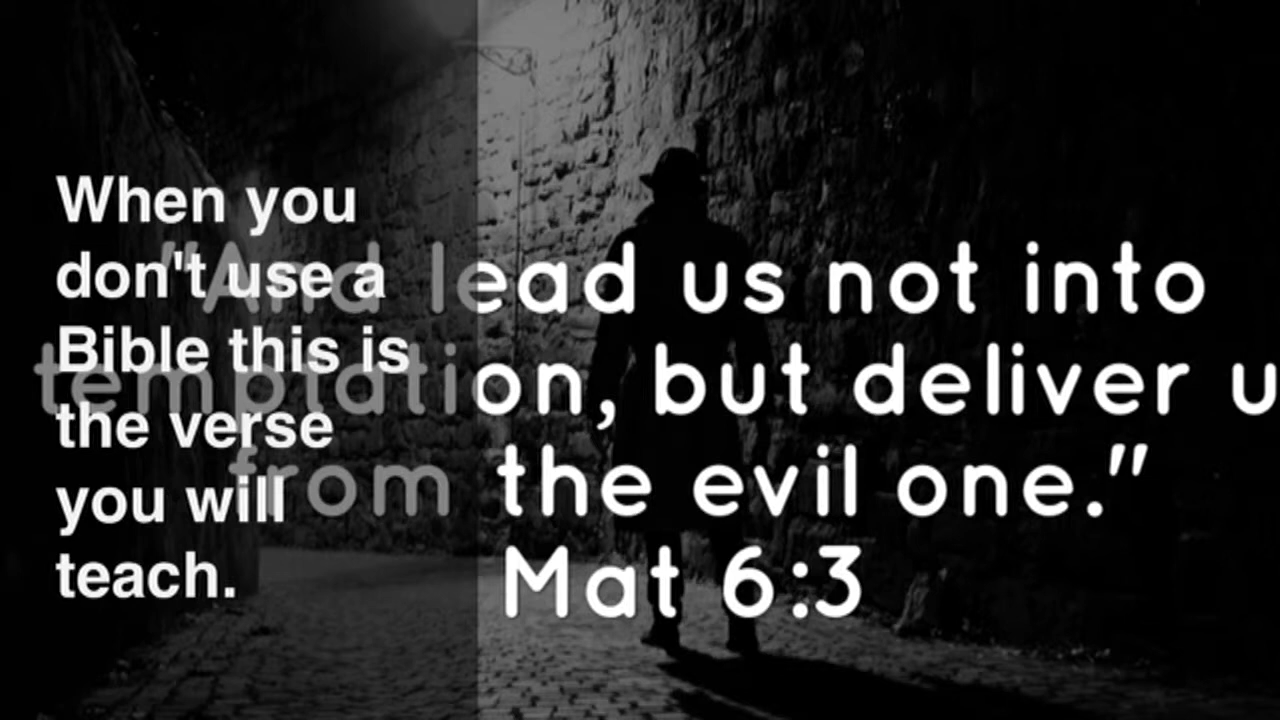 When you
don't use a
Bible this is
the verse
you will
teach.
"And lead us not into
temptation, but deliver u
from the evil one."
Mat 6:3